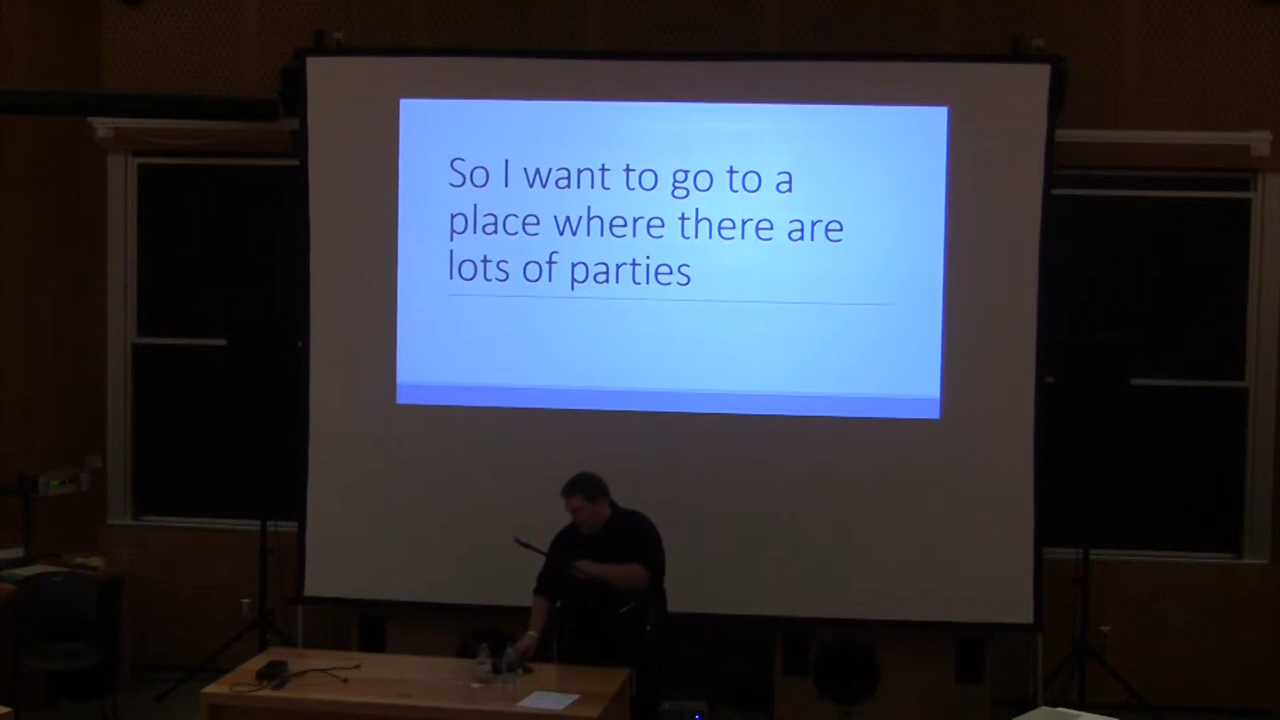 So I want to go to a
place where there are
lots of parties